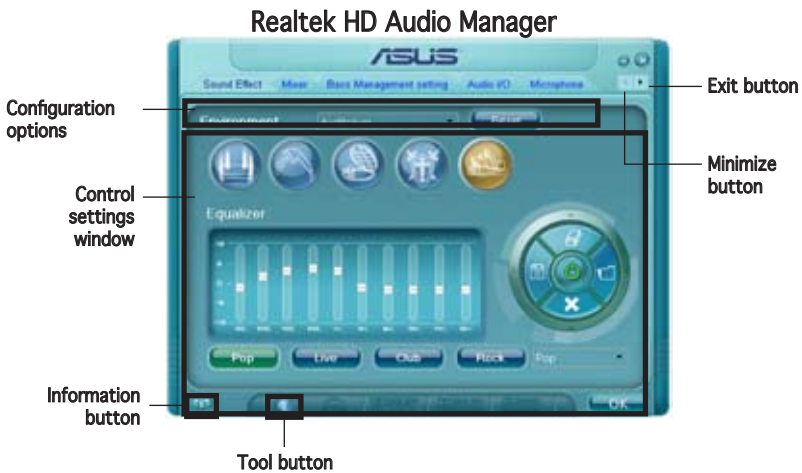 Realtek HD Audio Manager
ASUS
Sound Effect Mixer Bass Management setting Audio I/O Microphone
Exit button
Configuration
options
Environment Reset
Minimize
button
Control
settings
window
Equalizer
Pop Live Club Rock Pop
Information
button
OK
Tool button